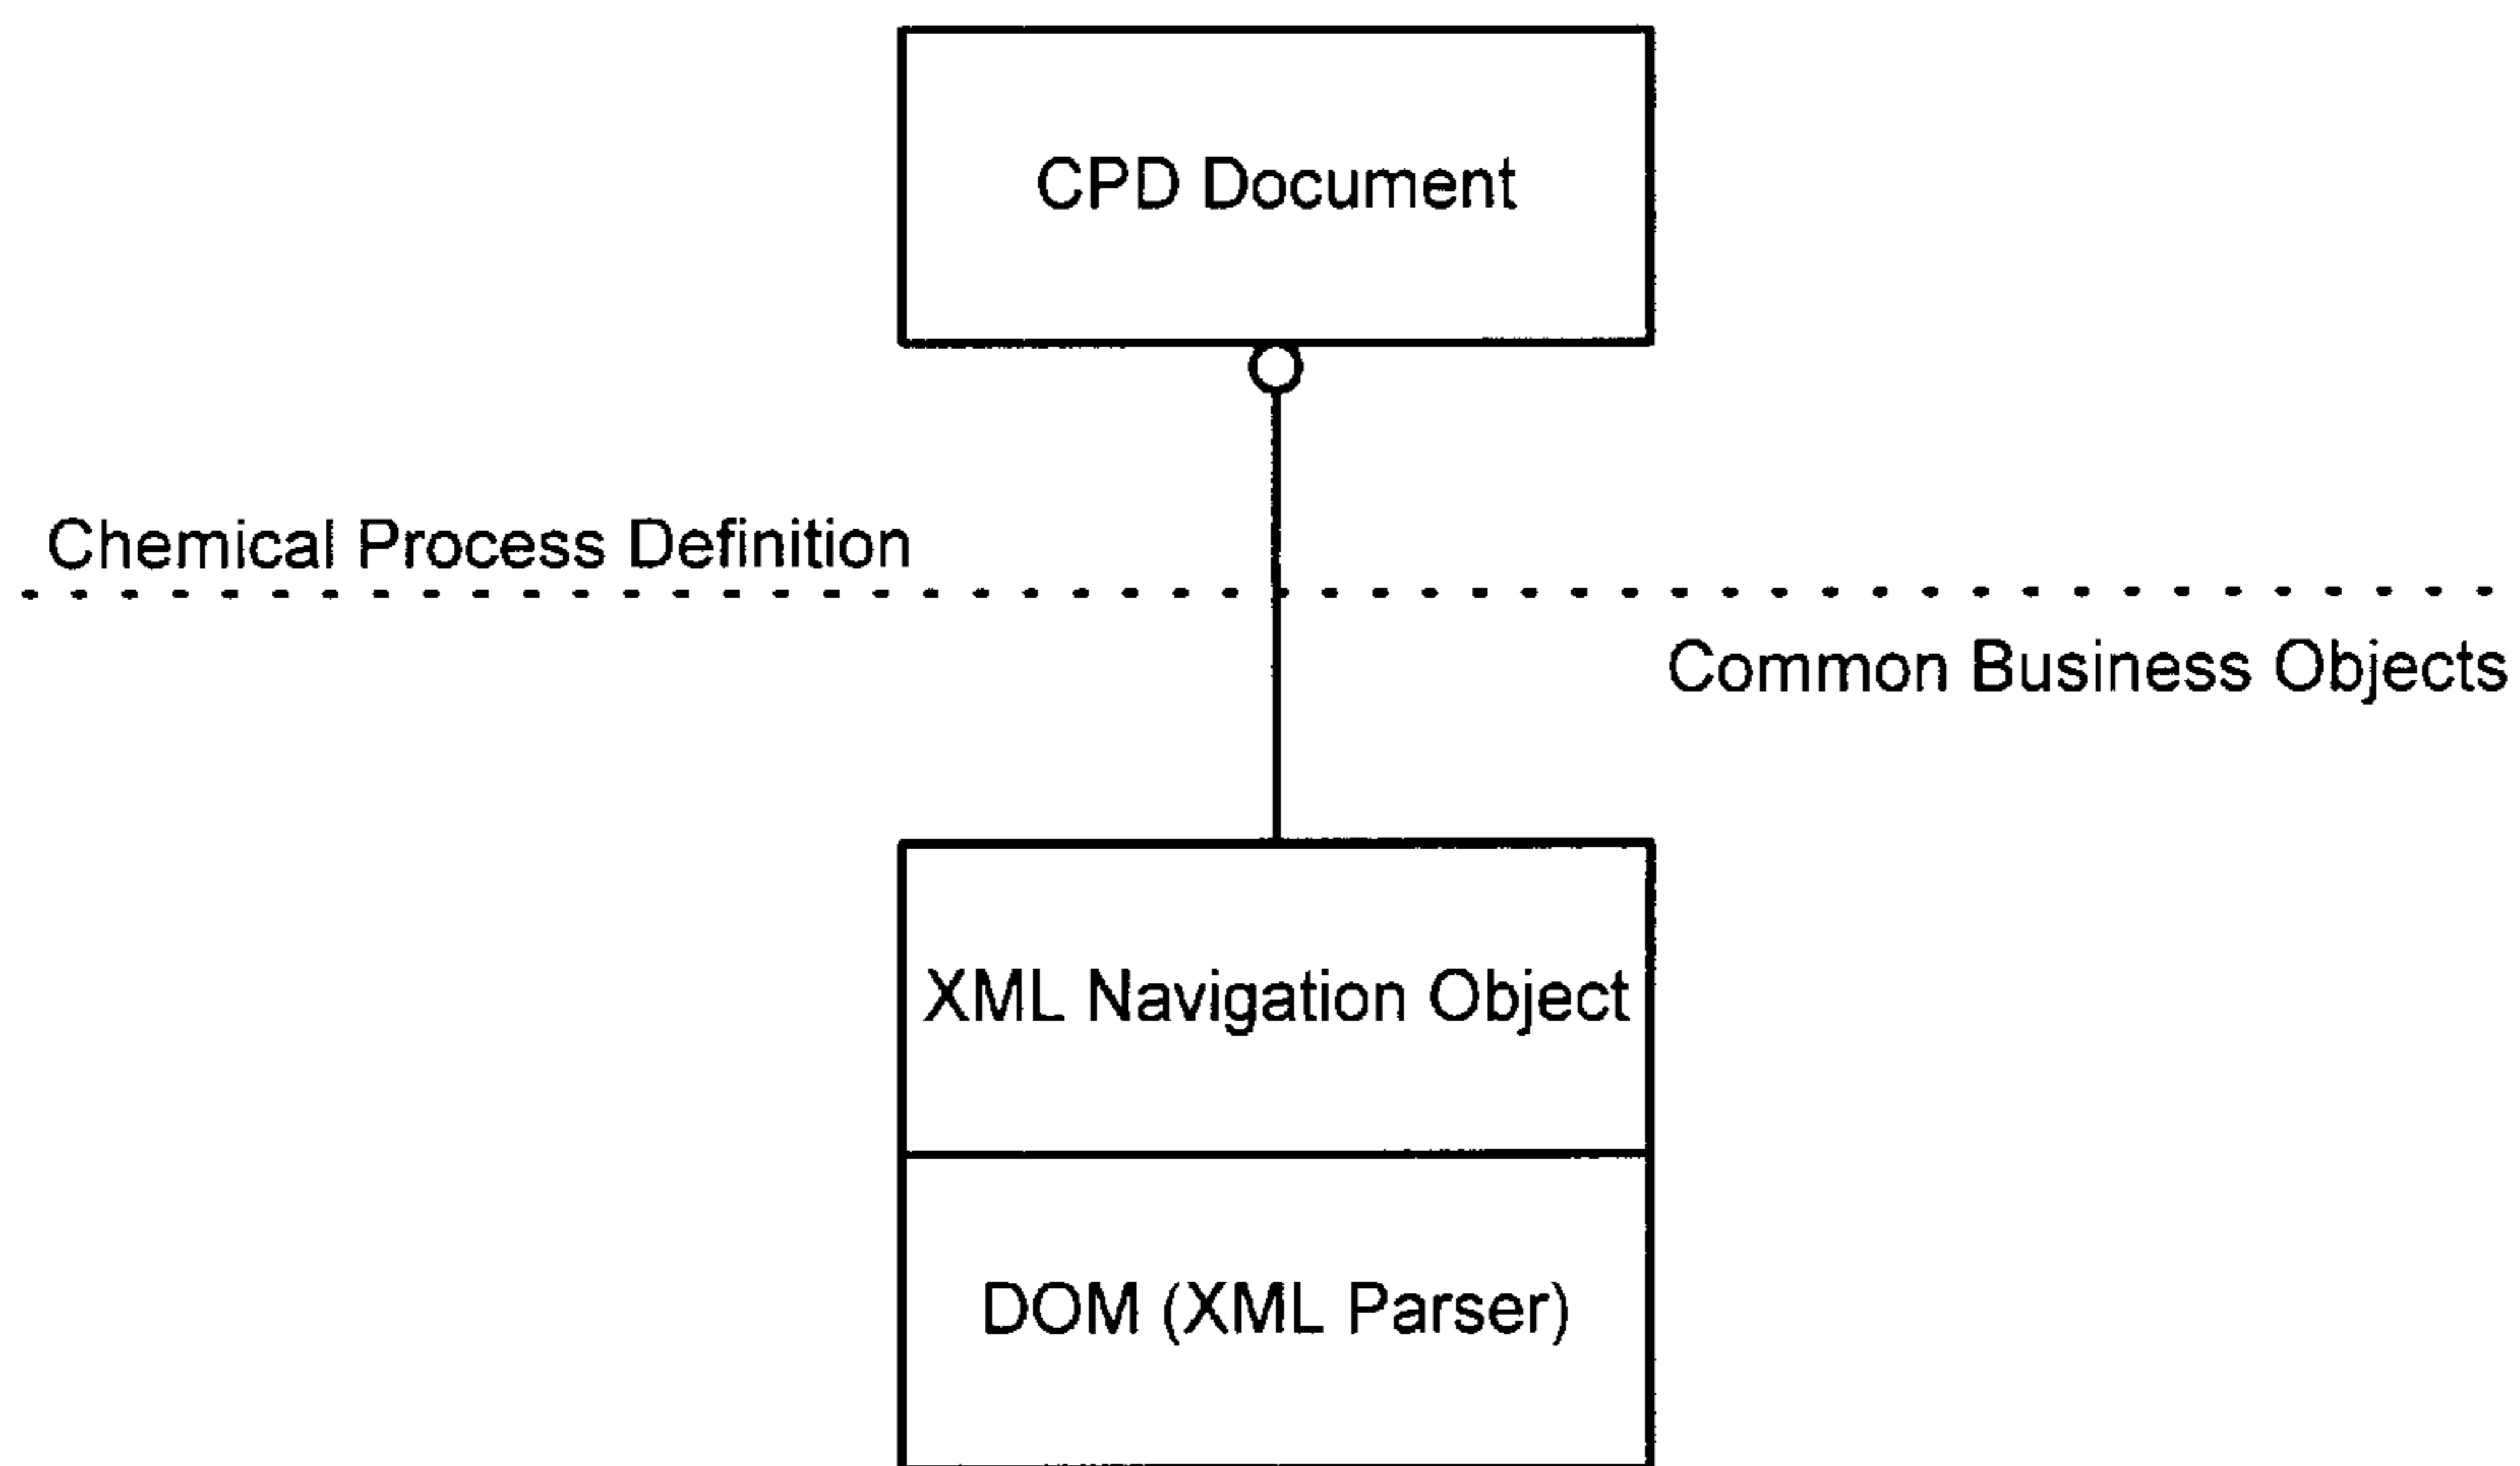 CPD Document
Chemical Process Definition
Common Business Objects
XML Navigation Object
DOM (XML Parser)